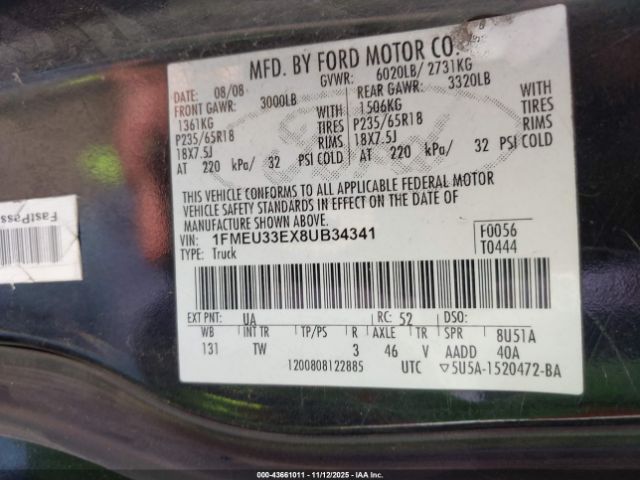 MFD. BY FORD MOTOR CO.
DATE: 08/08 GVWR: 6020LB/ 2731KG
FRONT GAWR: 3000LB REAR GAWR: 3320LB
1361KG WITH 1506KG WITH
P235/65R18 TIRES P235/65R18 TIRES
18X7.5J RIMS 18X7.5J RIMS
AT 220 kPa/ 32 PSI COLD AT 220 kPa/ 32 PSI COLD
THIS VEHICLE CONFORMS TO ALL APPLICABLE FEDERAL MOTOR
VEHICLE SAFETY STANDARDS IN EFFECT ON THE DATE OF
MANUFACTURE SHOWN ABOVE.
VIN: 1FMEU33EX8UB34341 F0056
TYPE: Truck T0444
EXT PNT: UA RC: 52 DSO:
WB INT TR TP/PS R AXLE TR SPR 8U51A
131 TW 3 46 V AADD 40A
1200808122885 UTC ▽5U5A-1520472-BA
FastPass
000-43661011 - 11/12/2025 - IAAI